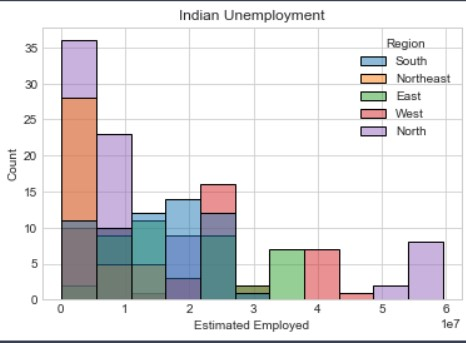 Indian Unemployment
Region
South
Northeast
East
West
North
Count
35
30
25
20
15
10
5
0
0 1 2 3 4 5 6
1e7
Estimated Employed